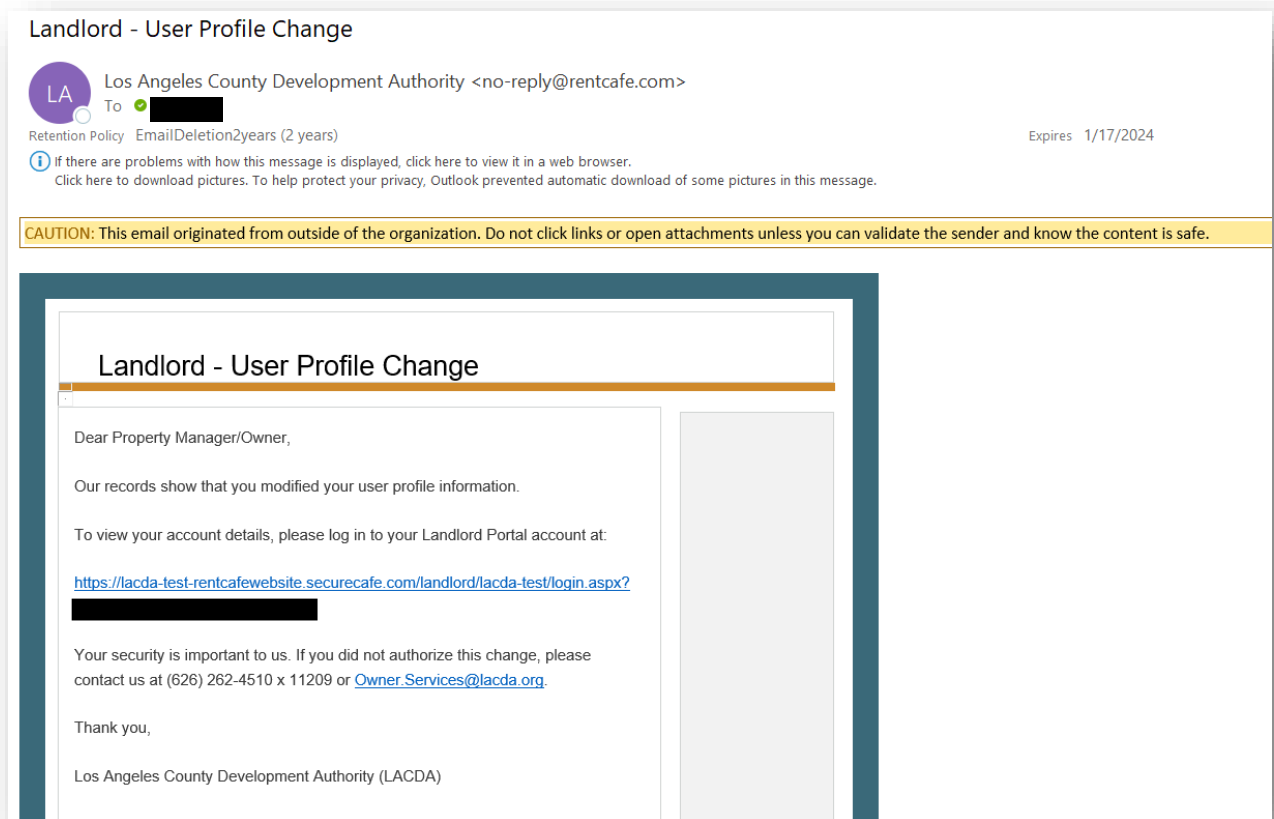 Landlord - User Profile Change
LA
Los Angeles County Development Authority <no-reply@rentcafe.com>
To
Retention Policy EmailDeletion2years (2 years)
Expires 1/17/2024
If there are problems with how this message is displayed, click here to view it in a web browser.
Click here to download pictures. To help protect your privacy, Outlook prevented automatic download of some pictures in this message.
CAUTION: This email originated from outside of the organization. Do not click links or open attachments unless you can validate the sender and know the content is safe.
Landlord - User Profile Change
Dear Property Manager/Owner,
Our records show that you modified your user profile information.
To view your account details, please log in to your Landlord Portal account at:
https://lacda-test-rentcafewebsite.securecafe.com/landlord/lacda-test/login.aspx?
Your security is important to us. If you did not authorize this change, please
contact us at (626) 262-4510 x 11209 or Owner.Services@lacda.org.
Thank you,
Los Angeles County Development Authority (LACDA)